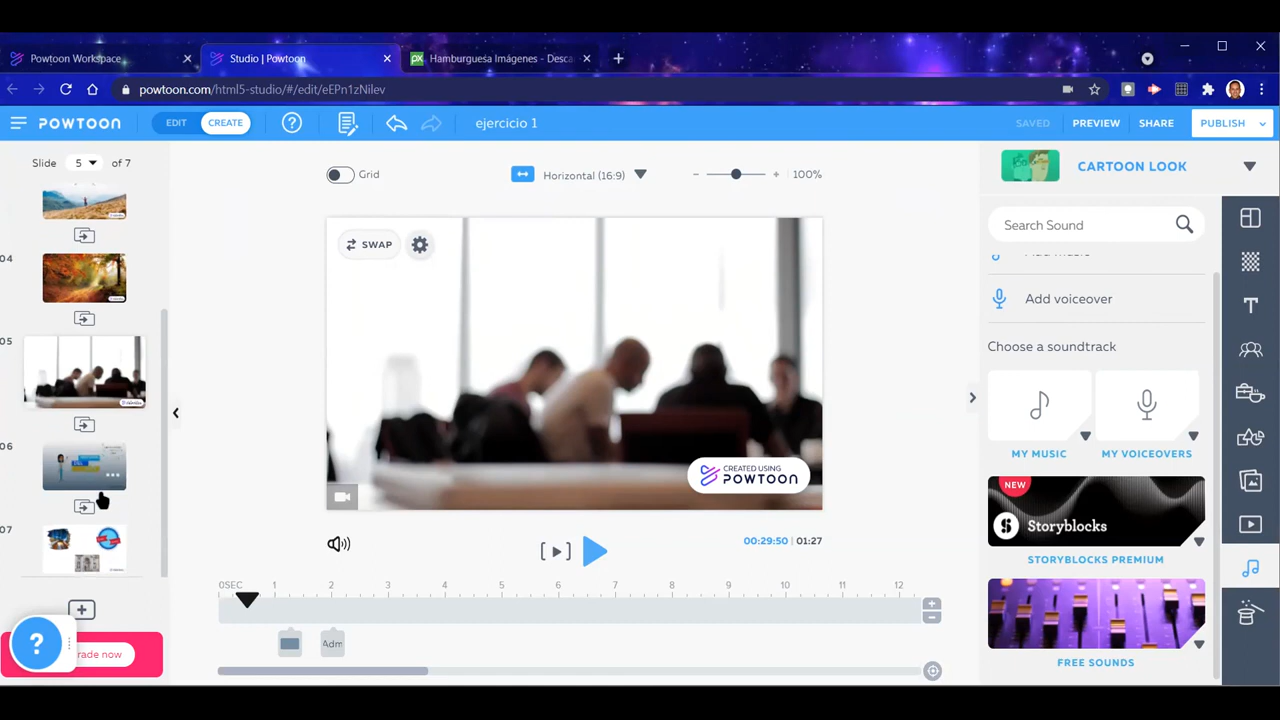 Powtoon Workspace
Studio | Powtoon
Hamburguesa Imágenes - Desca
powtoon.com/html5-studio/#/edit/eEPn1zNilev
POWTOON
EDIT
CREATE
ejercicio 1
SAVED
PREVIEW
SHARE
PUBLISH
Slide
5
of 7
Grid
Horizontal (16:9)
100%
CARTOON LOOK
Search Sound
Add music
Add voiceover
Choose a soundtrack
MY MUSIC
MY VOICEOVERS
NEW
Storyblocks
STORYBLOCKS PREMIUM
FREE SOUNDS
SWAP
CREATED USING
POWTOON
04
05
06
07
00:29:50 | 01:27
0SEC 1 2 3 4 5 6 7 8 9 10 11 12
Adm
rade now